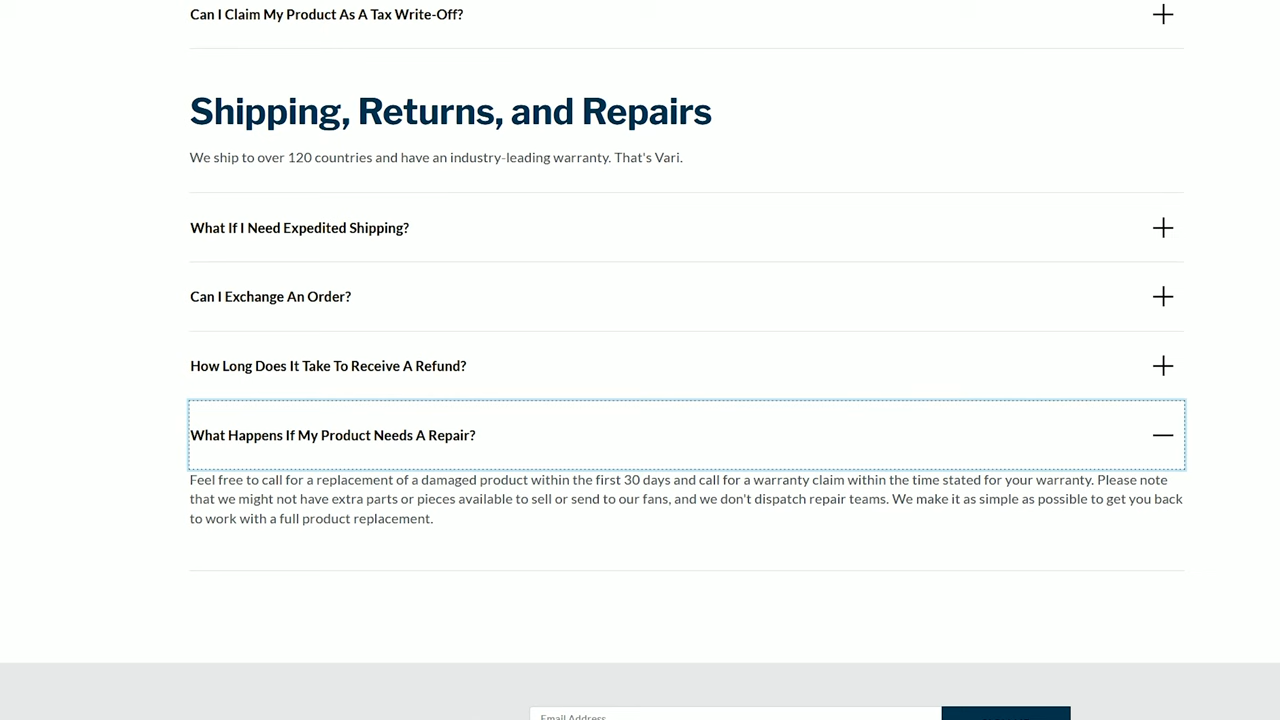 Can I Claim My Product As A Tax Write-Off?
Shipping, Returns, and Repairs
We ship to over 120 countries and have an industry-leading warranty. That's Vari.
What If I Need Expedited Shipping?
Can I Exchange An Order?
How Long Does It Take To Receive A Refund?
What Happens If My Product Needs A Repair?
Feel free to call for a replacement of a damaged product within the first 30 days and call for a warranty claim within the time stated for your warranty. Please note
that we might not have extra parts or pieces available to sell or send to our fans, and we don't dispatch repair teams. We make it as simple as possible to get you back
to work with a full product replacement.
Email Address